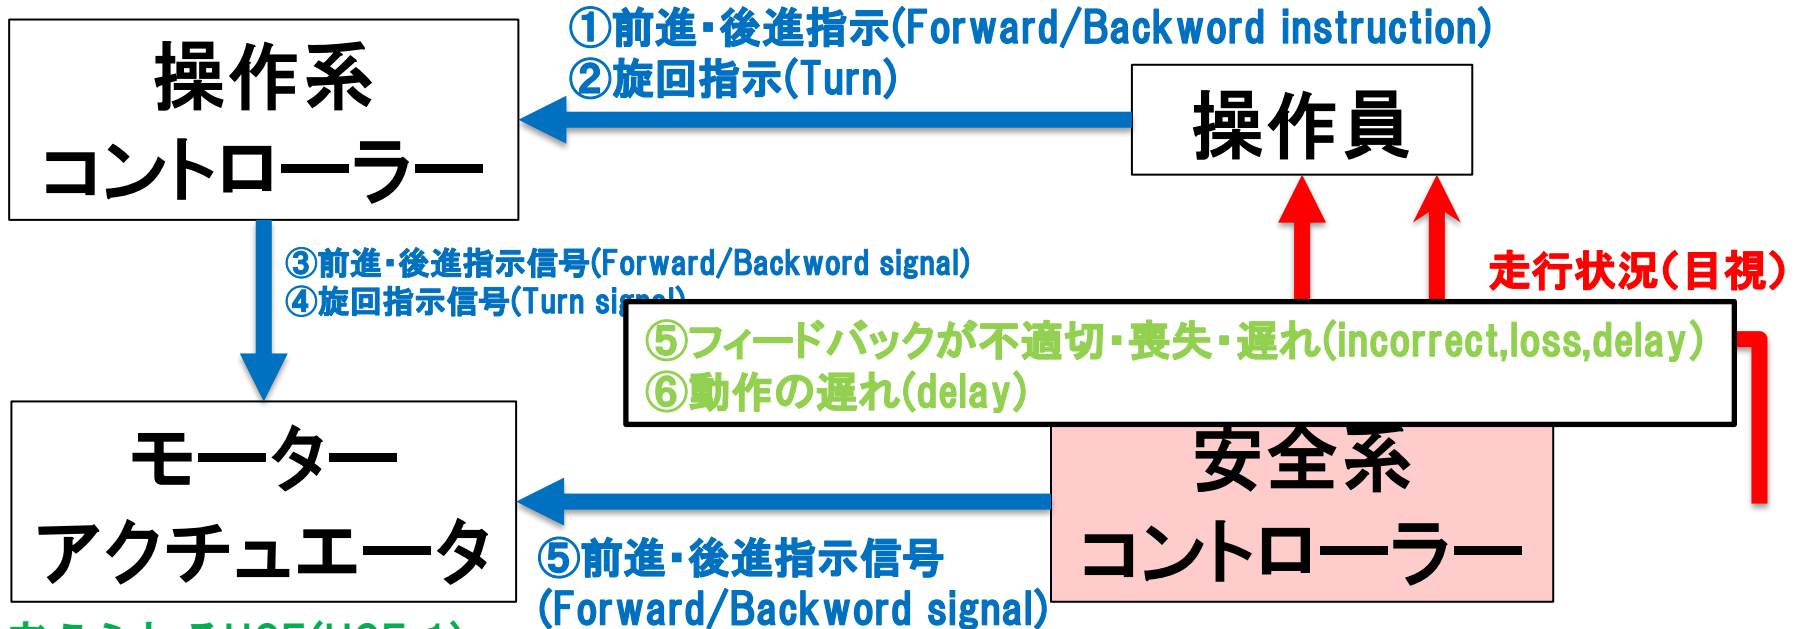 ①前進・後進指示(Forward/Backword instruction)
②旋回指示(Turn)
操作系
コントローラー
操作員
③前進・後進指示信号(Forward/Backword signal)
④旋回指示信号(Turn signal)
走行状況(目視)
⑤フィードバックが不適切・喪失・遅れ(incorrect,loss,delay)
⑥動作の遅れ(delay)
モーター
アクチュエータ
安全系
コントローラー
⑤前進・後進指示信号
(Forward/Backword signal)